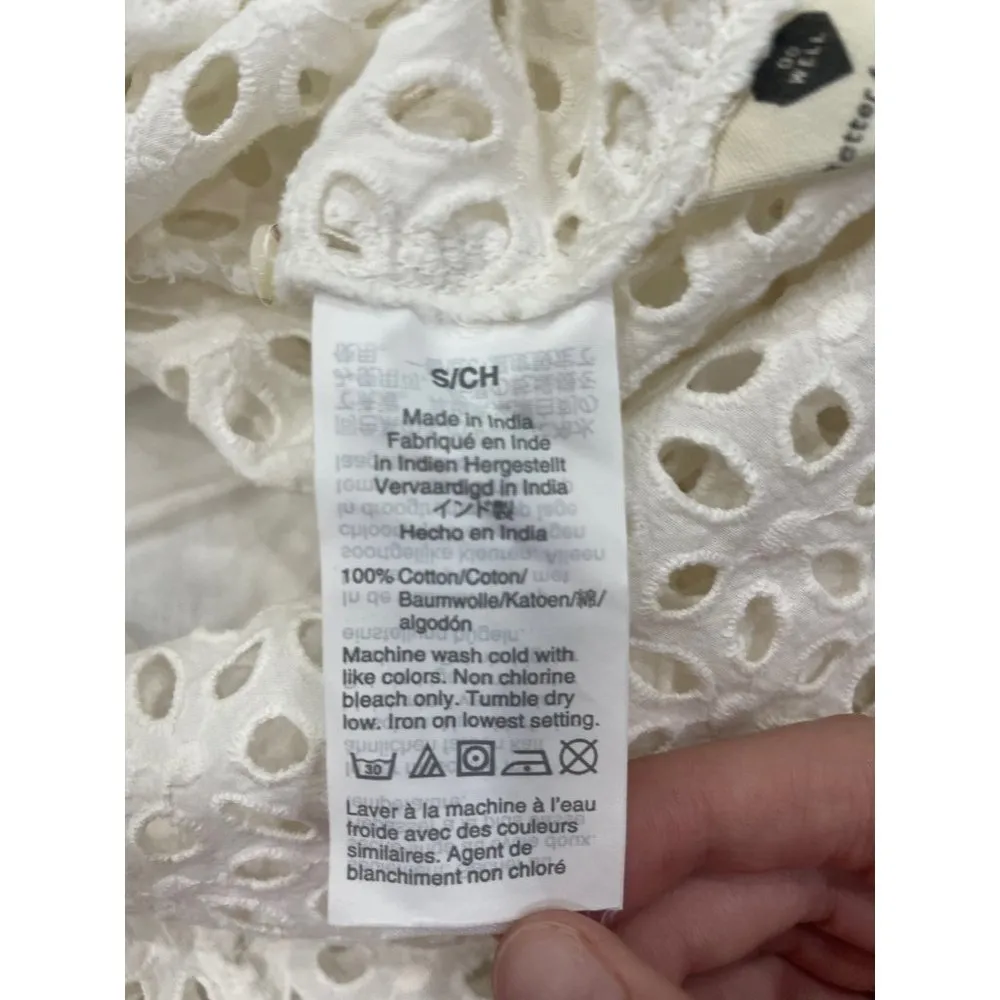 DO
WELL
S/CH
Made in India
Fabriqué en Inde
In Indien Hergestellt
Vervaardigd in India
インド製
Hecho en India
100% Cotton/Coton/
Baumwolle/Katoen/綿/
algodón
Machine wash cold with
like colors. Non chlorine
bleach only. Tumble dry
low. Iron on lowest setting.
30
Laver à la machine à l'eau
froide avec des couleurs
similaires. Agent de
blanchiment non chloré